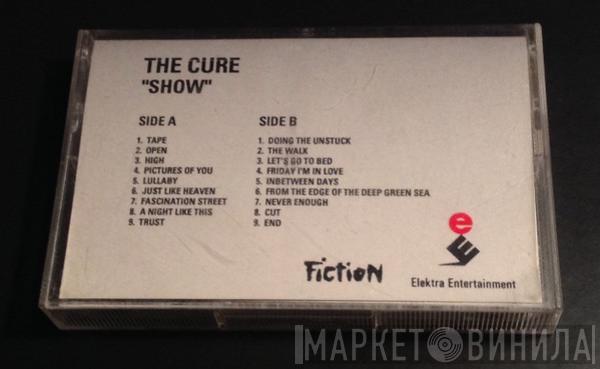 THE CURE
"SHOW"
SIDE A
1. TAPE
2. OPEN
3. HIGH
4. PICTURES OF YOU
5. LULLABY
6. JUST LIKE HEAVEN
7. FASCINATION STREET
8. A NIGHT LIKE THIS
9. TRUST
SIDE B
1. DOING THE UNSTUCK
2. THE WALK
3. LET'S GO TO BED
4. FRIDAY I'M IN LOVE
5. INBETWEEN DAYS
6. FROM THE EDGE OF THE DEEP GREEN SEA
7. NEVER ENOUGH
8. CUT
9. END
Fiction
e
E
Elektra Entertainment
МАРКЕТ ВИНИЛА